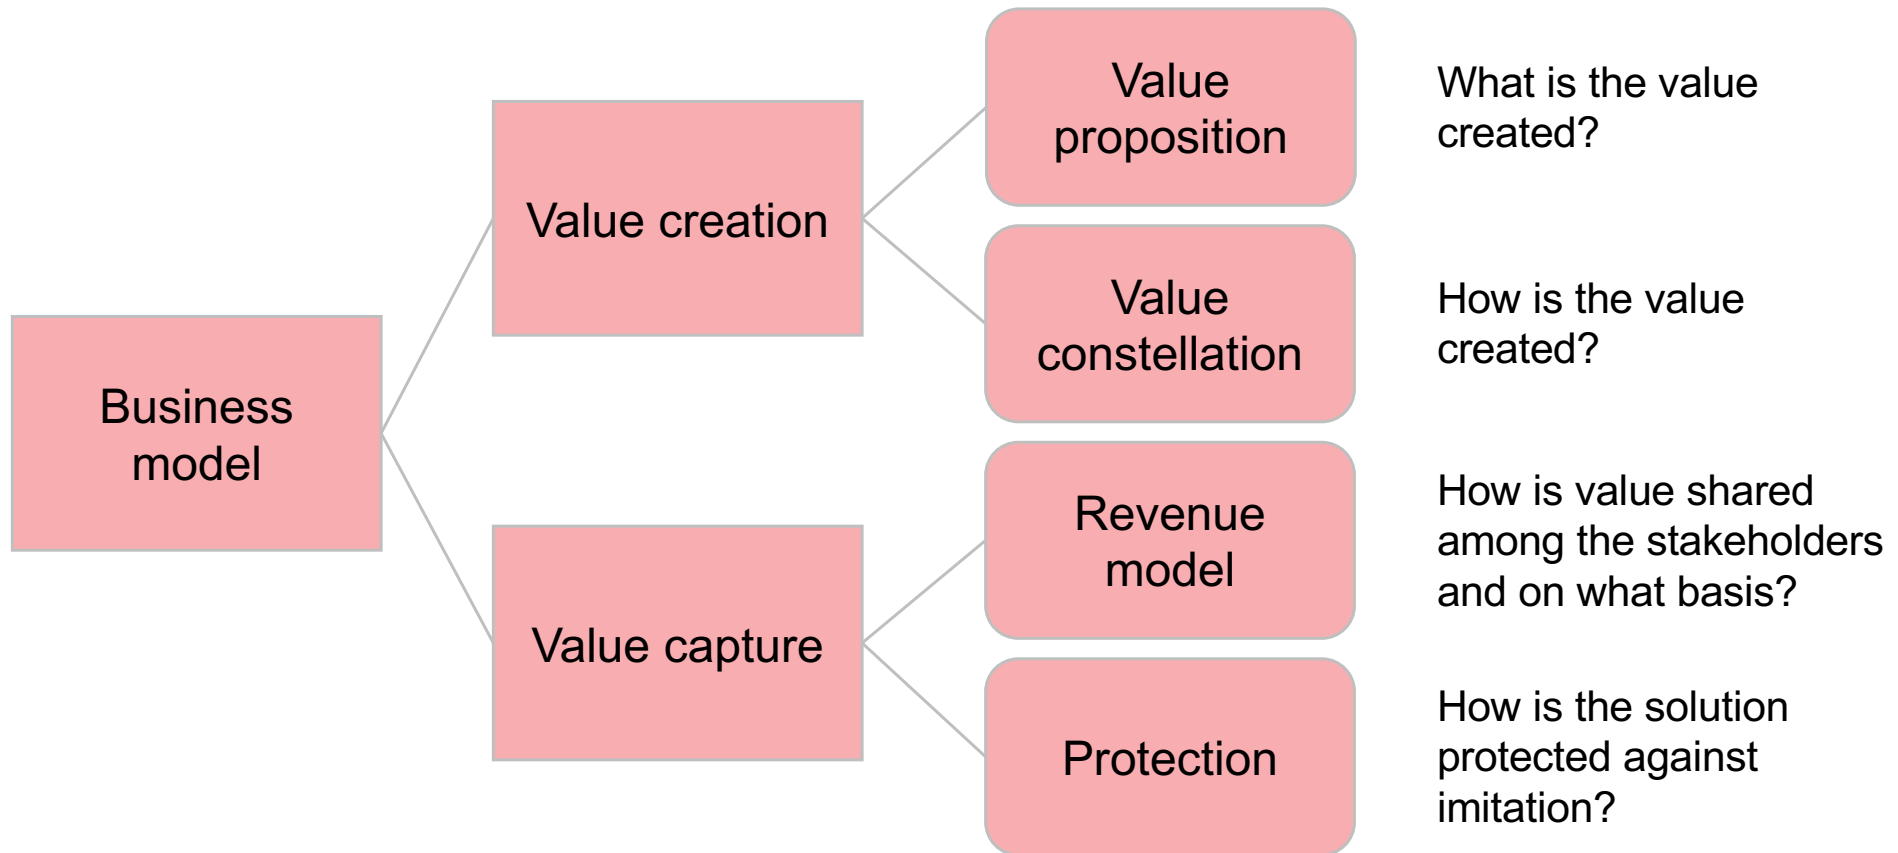 Business
model
Value creation
Value capture
Value
proposition
What is the value
created?
Value
constellation
How is the value
created?
Revenue
model
How is value shared
among the stakeholders
and on what basis?
Protection
How is the solution
protected against
imitation?